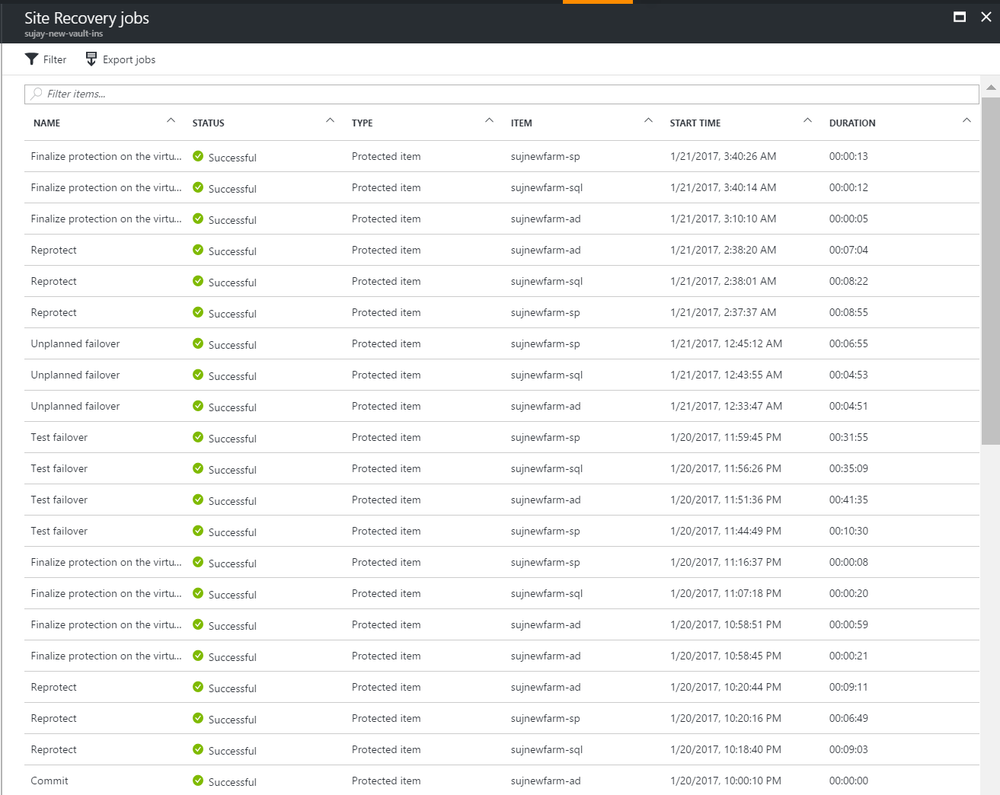 Site Recovery jobs
sujay-new-vault-ins
Filter Export jobs
Filter items...
NAME STATUS TYPE ITEM START TIME DURATION
Finalize protection on the virtu... Successful Protected item sujnewfarm-sp 1/21/2017, 3:40:26 AM 00:00:13
Finalize protection on the virtu... Successful Protected item sujnewfarm-sql 1/21/2017, 3:40:14 AM 00:00:12
Finalize protection on the virtu... Successful Protected item sujnewfarm-ad 1/21/2017, 3:10:10 AM 00:00:05
Reprotect Successful Protected item sujnewfarm-ad 1/21/2017, 2:38:20 AM 00:07:04
Reprotect Successful Protected item sujnewfarm-sql 1/21/2017, 2:38:01 AM 00:08:22
Reprotect Successful Protected item sujnewfarm-sp 1/21/2017, 2:37:37 AM 00:08:55
Unplanned failover Successful Protected item sujnewfarm-sp 1/21/2017, 12:45:12 AM 00:06:55
Unplanned failover Successful Protected item sujnewfarm-sql 1/21/2017, 12:43:55 AM 00:04:53
Unplanned failover Successful Protected item sujnewfarm-ad 1/21/2017, 12:33:47 AM 00:04:51
Test failover Successful Protected item sujnewfarm-sp 1/20/2017, 11:59:45 PM 00:31:55
Test failover Successful Protected item sujnewfarm-sql 1/20/2017, 11:56:26 PM 00:35:09
Test failover Successful Protected item sujnewfarm-ad 1/20/2017, 11:51:36 PM 00:41:35
Test failover Successful Protected item sujnewfarm-sp 1/20/2017, 11:44:49 PM 00:10:30
Finalize protection on the virtu... Successful Protected item sujnewfarm-sp 1/20/2017, 11:16:37 PM 00:00:08
Finalize protection on the virtu... Successful Protected item sujnewfarm-sql 1/20/2017, 11:07:18 PM 00:00:20
Finalize protection on the virtu... Successful Protected item sujnewfarm-ad 1/20/2017, 10:58:51 PM 00:00:59
Finalize protection on the virtu... Successful Protected item sujnewfarm-ad 1/20/2017, 10:58:45 PM 00:00:21
Reprotect Successful Protected item sujnewfarm-ad 1/20/2017, 10:20:44 PM 00:09:11
Reprotect Successful Protected item sujnewfarm-sp 1/20/2017, 10:20:16 PM 00:06:49
Reprotect Successful Protected item sujnewfarm-sql 1/20/2017, 10:18:40 PM 00:09:03
Commit Successful Protected item sujnewfarm-ad 1/20/2017, 10:00:10 PM 00:00:00